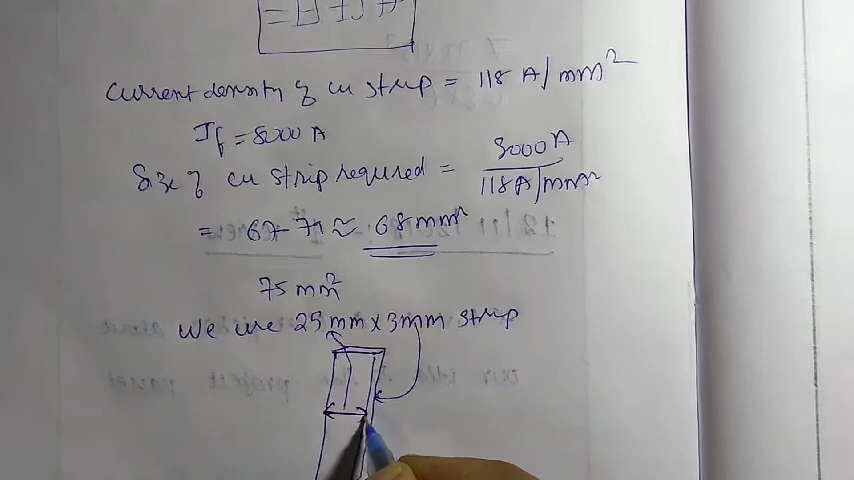 Current density of cu strip = 118 A/mm²
If = 8000 A
Size of cu strip required = 8000 A / 118 A/mm²
= 67.79 ≈ 68 mm²
75 mm²
We use 25 mm x 3 mm strip